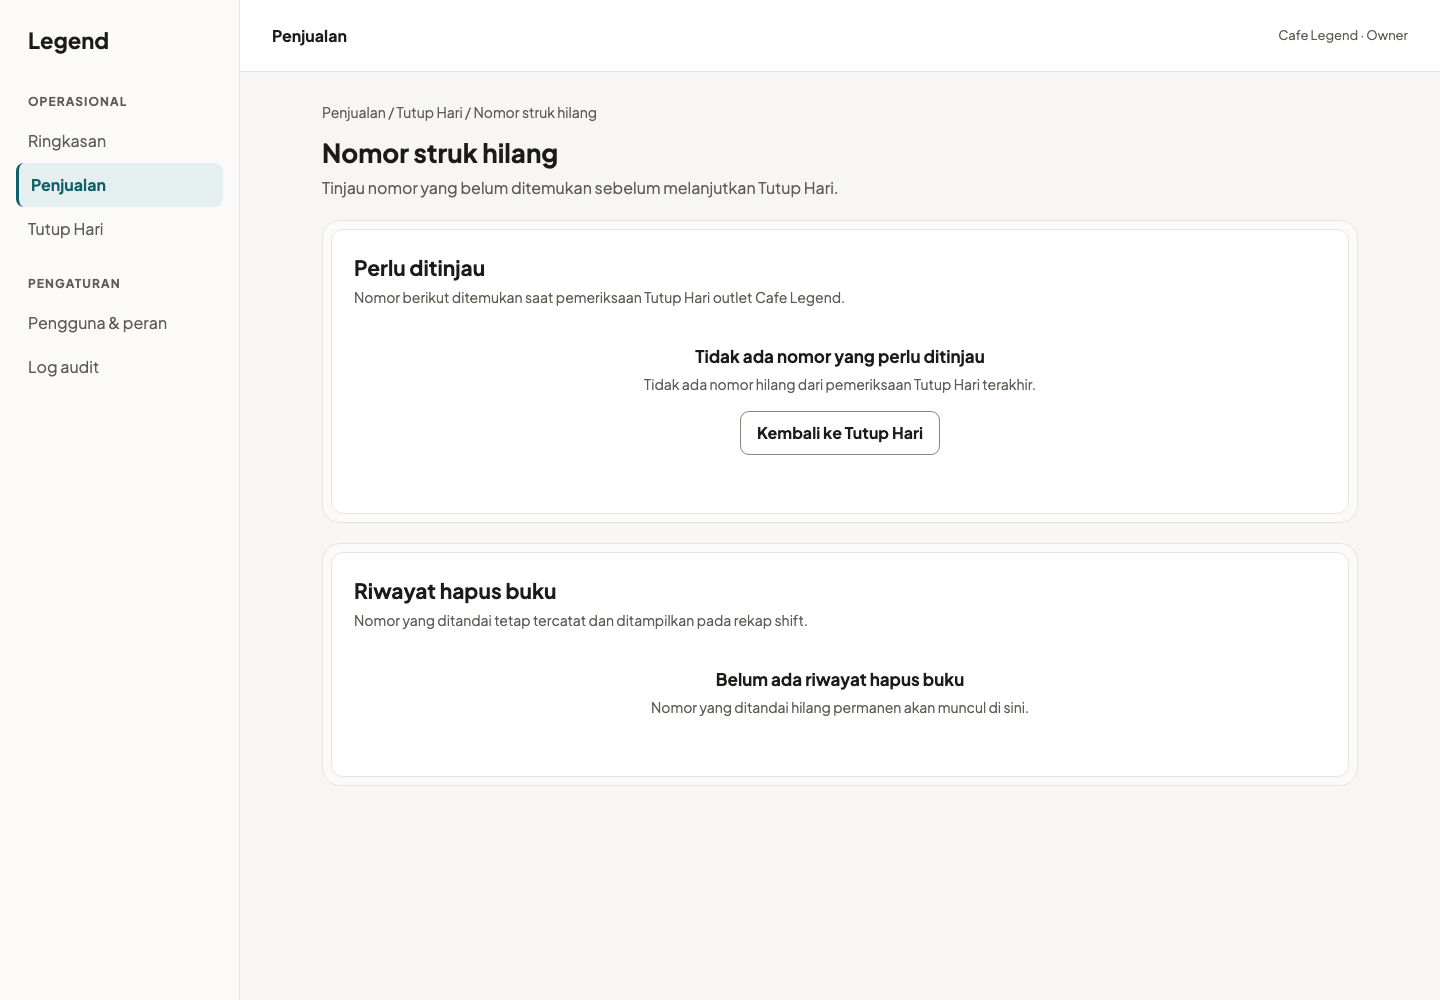 Legend
OPERASIONAL
Ringkasan
Penjualan
Tutup Hari
PENGATURAN
Pengguna & peran
Log audit
Penjualan
Cafe Legend · Owner
Penjualan / Tutup Hari / Nomor struk hilang
Nomor struk hilang
Tinjau nomor yang belum ditemukan sebelum melanjutkan Tutup Hari.
Perlu ditinjau
Nomor berikut ditemukan saat pemeriksaan Tutup Hari outlet Cafe Legend.
Tidak ada nomor yang perlu ditinjau
Tidak ada nomor hilang dari pemeriksaan Tutup Hari terakhir.
Kembali ke Tutup Hari
Riwayat hapus buku
Nomor yang ditandai tetap tercatat dan ditampilkan pada rekap shift.
Belum ada riwayat hapus buku
Nomor yang ditandai hilang permanen akan muncul di sini.